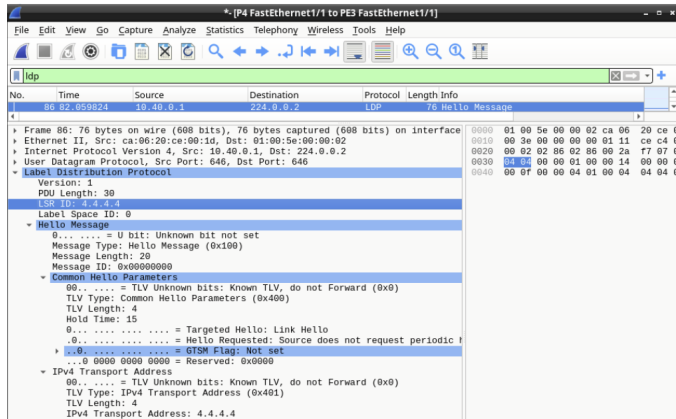 *- [P4 FastEthernet1/1 to PE3 FastEthernet1/1]
File Edit View Go Capture Analyze Statistics Telephony Wireless Tools Help
ldp
No. Time Source Destination Protocol Length Info
86 82.059824 10.40.0.1 224.0.0.2 LDP 76 Hello Message
Frame 86: 76 bytes on wire (608 bits), 76 bytes captured (608 bits) on interface
Ethernet II, Src: ca:06:20:ce:00:1d, Dst: 01:00:5e:00:00:02
Internet Protocol Version 4, Src: 10.40.0.1, Dst: 224.0.0.2
User Datagram Protocol, Src Port: 646, Dst Port: 646
Label Distribution Protocol
Version: 1
PDU Length: 30
LSR ID: 4.4.4.4
Label Space ID: 0
Hello Message
0... .... = U bit: Unknown bit not set
Message Type: Hello Message (0x100)
Message Length: 20
Message ID: 0x00000000
Common Hello Parameters
00.. .... = TLV Unknown bits: Known TLV, do not Forward (0x0)
TLV Type: Common Hello Parameters (0x400)
TLV Length: 4
Hold Time: 15
0... .... .... .... = Targeted Hello: Link Hello
.0.. .... .... .... = Hello Requested: Source does not request periodic
..0. .... .... .... = GTSM Flag: Not set
...0 0000 0000 0000 = Reserved: 0x0000
IPv4 Transport Address
00.. .... = TLV Unknown bits: Known TLV, do not Forward (0x0)
TLV Type: IPv4 Transport Address (0x401)
TLV Length: 4
IPv4 Transport Address: 4.4.4.4
0000 01 00 5e 00 00 02 ca 06 20 ce
0010 00 3e 00 00 00 00 01 11 ce c4
0020 00 02 02 86 02 86 00 2a f7 07
0030 04 04 00 00 01 00 00 14 00 00
0040 00 0f 00 00 04 01 00 04 04 04